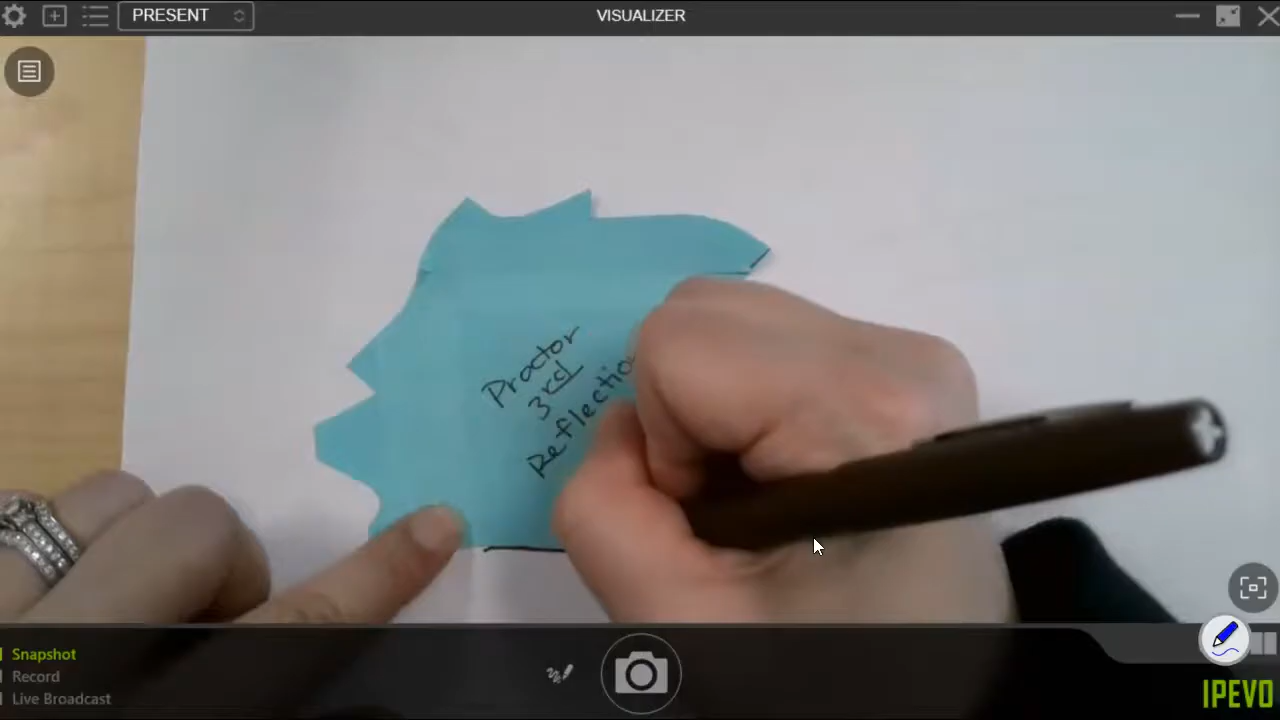 PRESENT
VISUALIZER
Proctor
3rd
Reflectio
Snapshot
Record
Live Broadcast
IPEVO